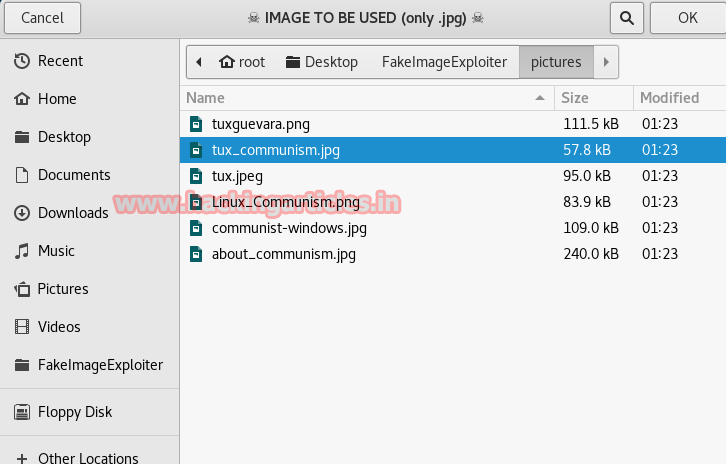 Cancel
☠ IMAGE TO BE USED (only .jpg) ☠
OK
Recent
Home
Desktop
Documents
Downloads
Music
Pictures
Videos
FakeImageExploiter
Floppy Disk
Other Locations
root Desktop FakeImageExploiter pictures
Name Size Modified
tuxguevara.png 111.5 kB 01:23
tux_communism.jpg 57.8 kB 01:23
tux.jpeg 95.0 kB 01:23
Linux_Communism.png 83.9 kB 01:23
communist-windows.jpg 109.0 kB 01:23
about_communism.jpg 240.0 kB 01:23
www.hackingarticles.in